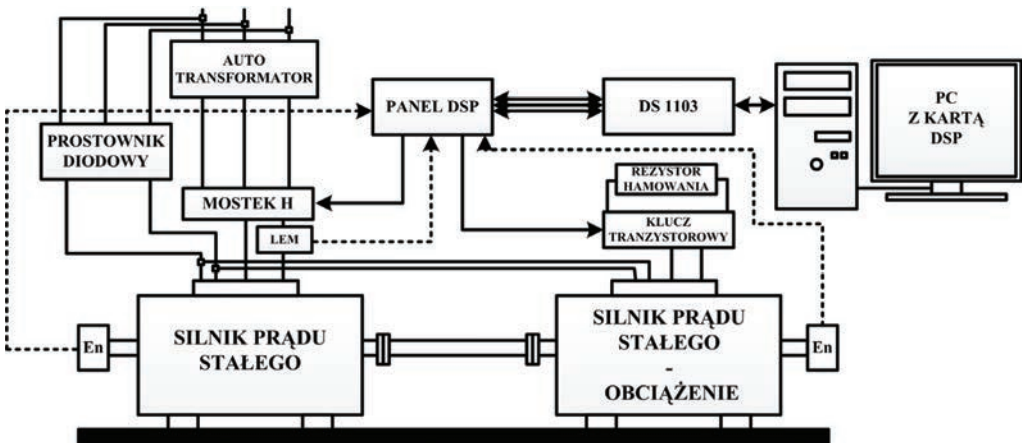 AUTO
TRANSFORMATOR
PROSTOWNIK
DIODOWY
PANEL DSP
DS 1103
PC
Z KARTĄ
DSP
MOSTEK H
LEM
REZYSTOR
HAMOWANIA
KLUCZ
TRANZYSTOROWY
En
SILNIK PRĄDU
STAŁEGO
SILNIK PRĄDU
STAŁEGO
-
OBCIĄŻENIE
En